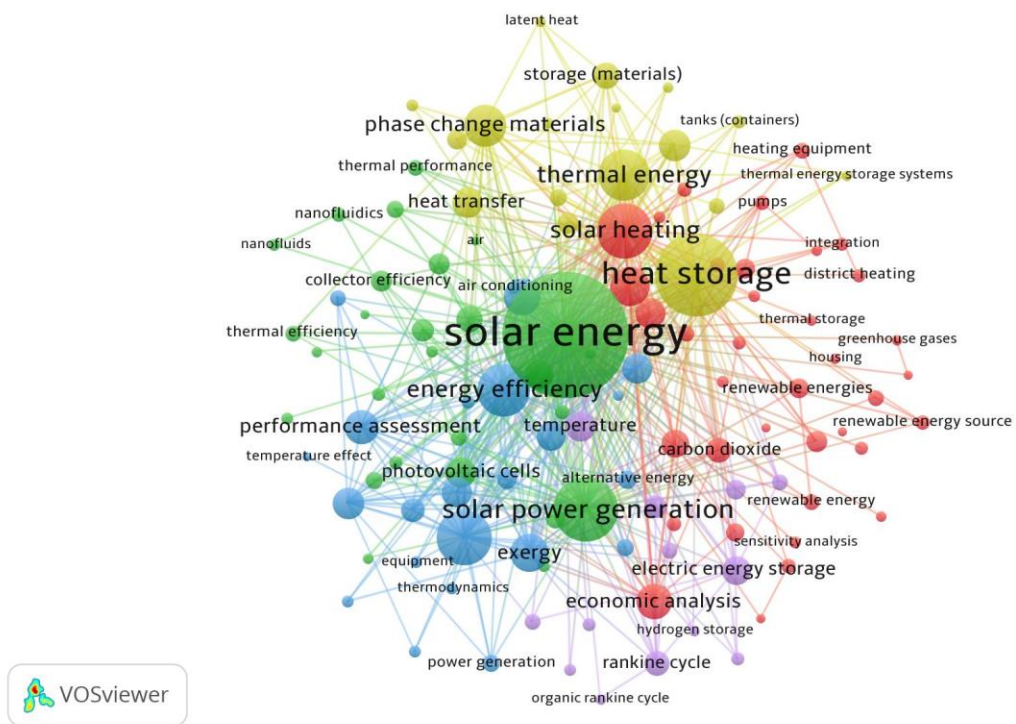 latent heat
storage (materials)
phase change materials
tanks (containers)
heating equipment
thermal performance
thermal energy
thermal energy storage systems
heat transfer
pumps
nanofluidics
solar heating
nanofluids
air
integration
heat storage
district heating
collector efficiency
air conditioning
thermal storage
thermal efficiency
solar energy
greenhouse gases
housing
energy efficiency
renewable energies
performance assessment
temperature
renewable energy source
carbon dioxide
temperature effect
photovoltaic cells
alternative energy
solar power generation
renewable energy
sensitivity analysis
exergy
equipment
electric energy storage
thermodynamics
economic analysis
hydrogen storage
power generation
rankine cycle
organic rankine cycle
VOSviewer